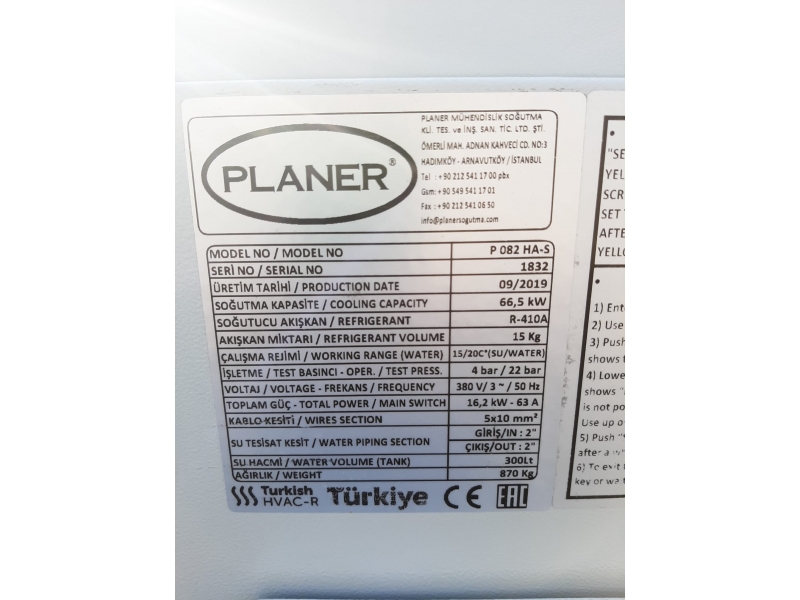 PLANER®
PLANER MÜHENDİSLİK SOĞUTMA
KLİ. TES. ve İNŞ. SAN. TİC. LTD. ŞTİ.
ÖMERLİ MAH. ADNAN KAHVECİ CD. NO:3
HADIMKÖY - ARNAVUTKÖY / İSTANBUL
Tel : +90 212 541 17 00 pbx
Gsm: +90 549 541 17 01
Fax : +90 212 541 06 50
info@planersogutma.com
MODEL NO / MODEL NO P 082 HA-S
SERI NO / SERIAL NO 1832
ÜRETİM TARİHİ / PRODUCTION DATE 09/2019
SOĞUTMA KAPASİTE / COOLING CAPACITY 66,5 kW
SOĞUTUCU AKIŞKAN / REFRIGERANT R-410A
AKIŞKAN MİKTARI / REFRIGERANT VOLUME 15 Kg
ÇALIŞMA REJİMİ / WORKING RANGE (WATER) 15/20C°(SU/WATER)
İŞLETME / TEST BASINCI - OPER. / TEST PRESS. 4 bar / 22 bar
VOLTAJ / VOLTAGE - FREKANS / FREQUENCY 380 V/ 3 ~ / 50 Hz
TOPLAM GÜÇ - TOTAL POWER / MAIN SWITCH 16,2 kW - 63 A
KABLO KESİTİ / WIRES SECTION 5x10 mm²
SU TESİSAT KESİT / WATER PIPING SECTION GİRİŞ/IN : 2"
ÇIKIŞ/OUT : 2"
SU HACMİ / WATER VOLUME (TANK) 300Lt
AĞIRLIK / WEIGHT 870 Kg
Turkish
HVAC-R
Türkiye CE EAC
• 
"SE
YEL
SCR
SET
AFTE
YELLO
•
1) Ente
2) Use
3) Push
shows t
4) Lowe
shows "
is not po
Use up o
5) Push "
after a
6) To exit
key or wa